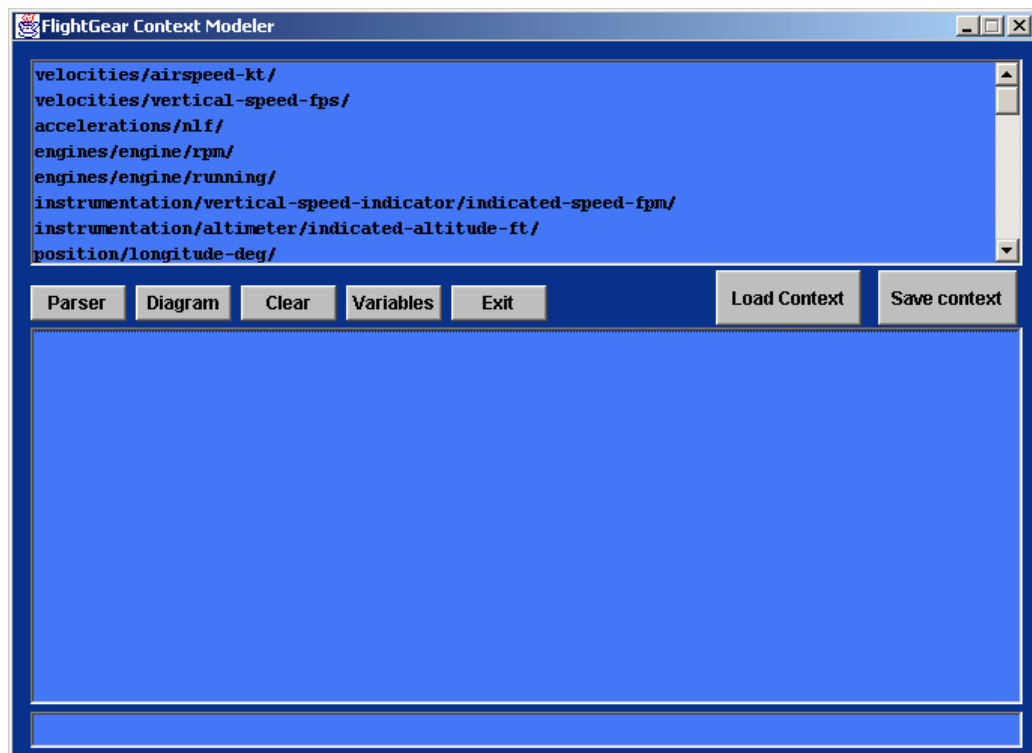 FlightGear Context Modeler
velocities/airspeed-kt/
velocities/vertical-speed-fps/
accelerations/nlf/
engines/engine/rpm/
engines/engine/running/
instrumentation/vertical-speed-indicator/indicated-speed-fpm/
instrumentation/altimeter/indicated-altitude-ft/
position/longitude-deg/
Parser Diagram Clear Variables Exit Load Context Save context